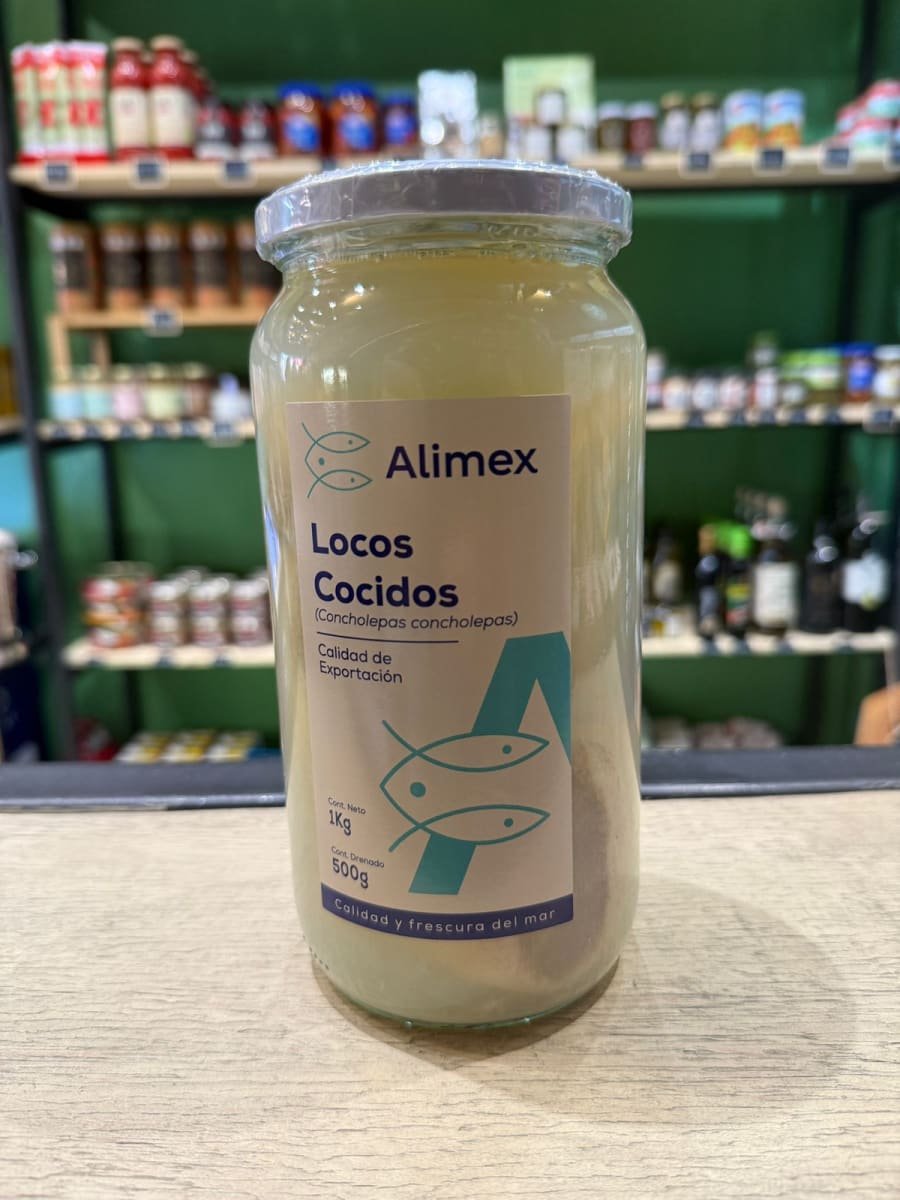 Alimex
Locos
Cocidos
(Concholepas concholepas)
Calidad de
Exportación
Cont. Neto
1Kg
Cont. Drenado
500g
Calidad y frescura del mar